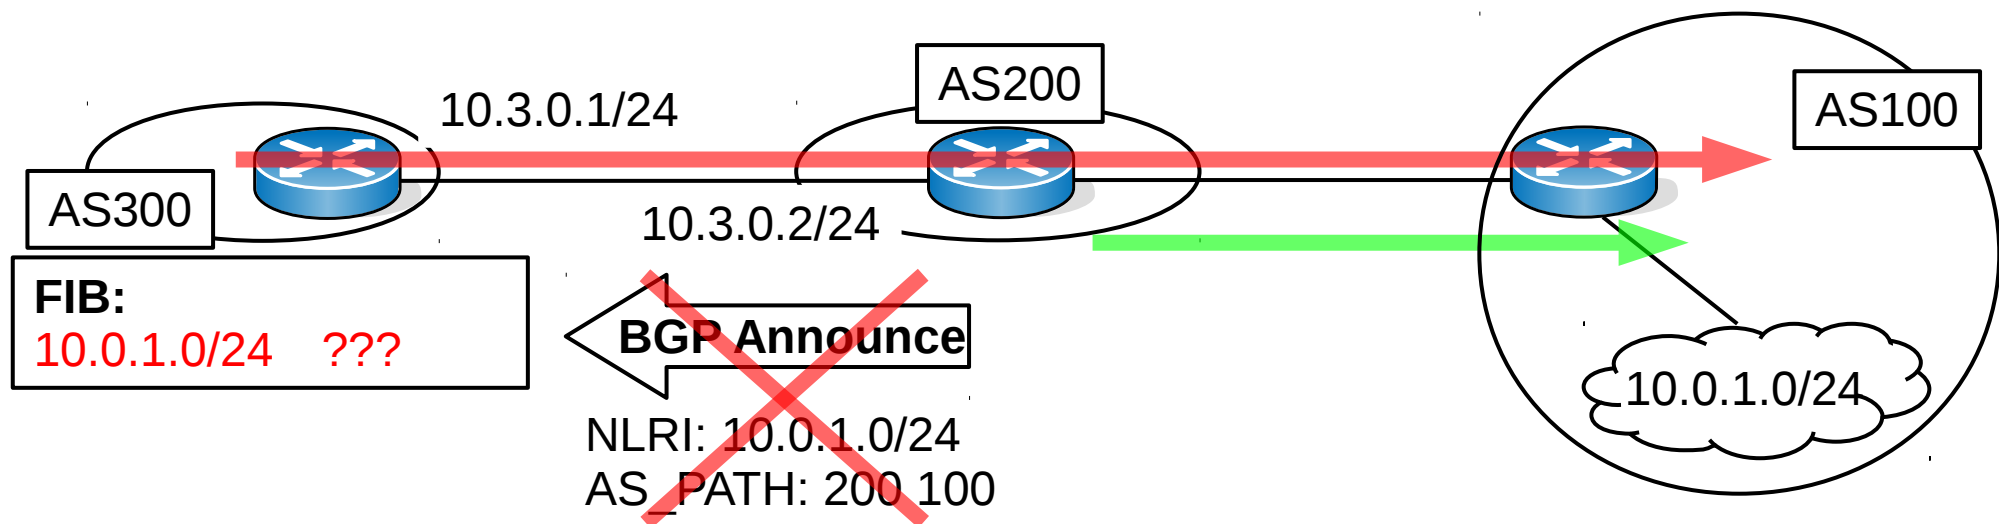 AS200
AS100
10.3.0.1/24
AS300
10.3.0.2/24
FIB:
10.0.1.0/24 ???
BGP Announce
10.0.1.0/24
NLRI: 10.0.1.0/24
AS_PATH: 200 100